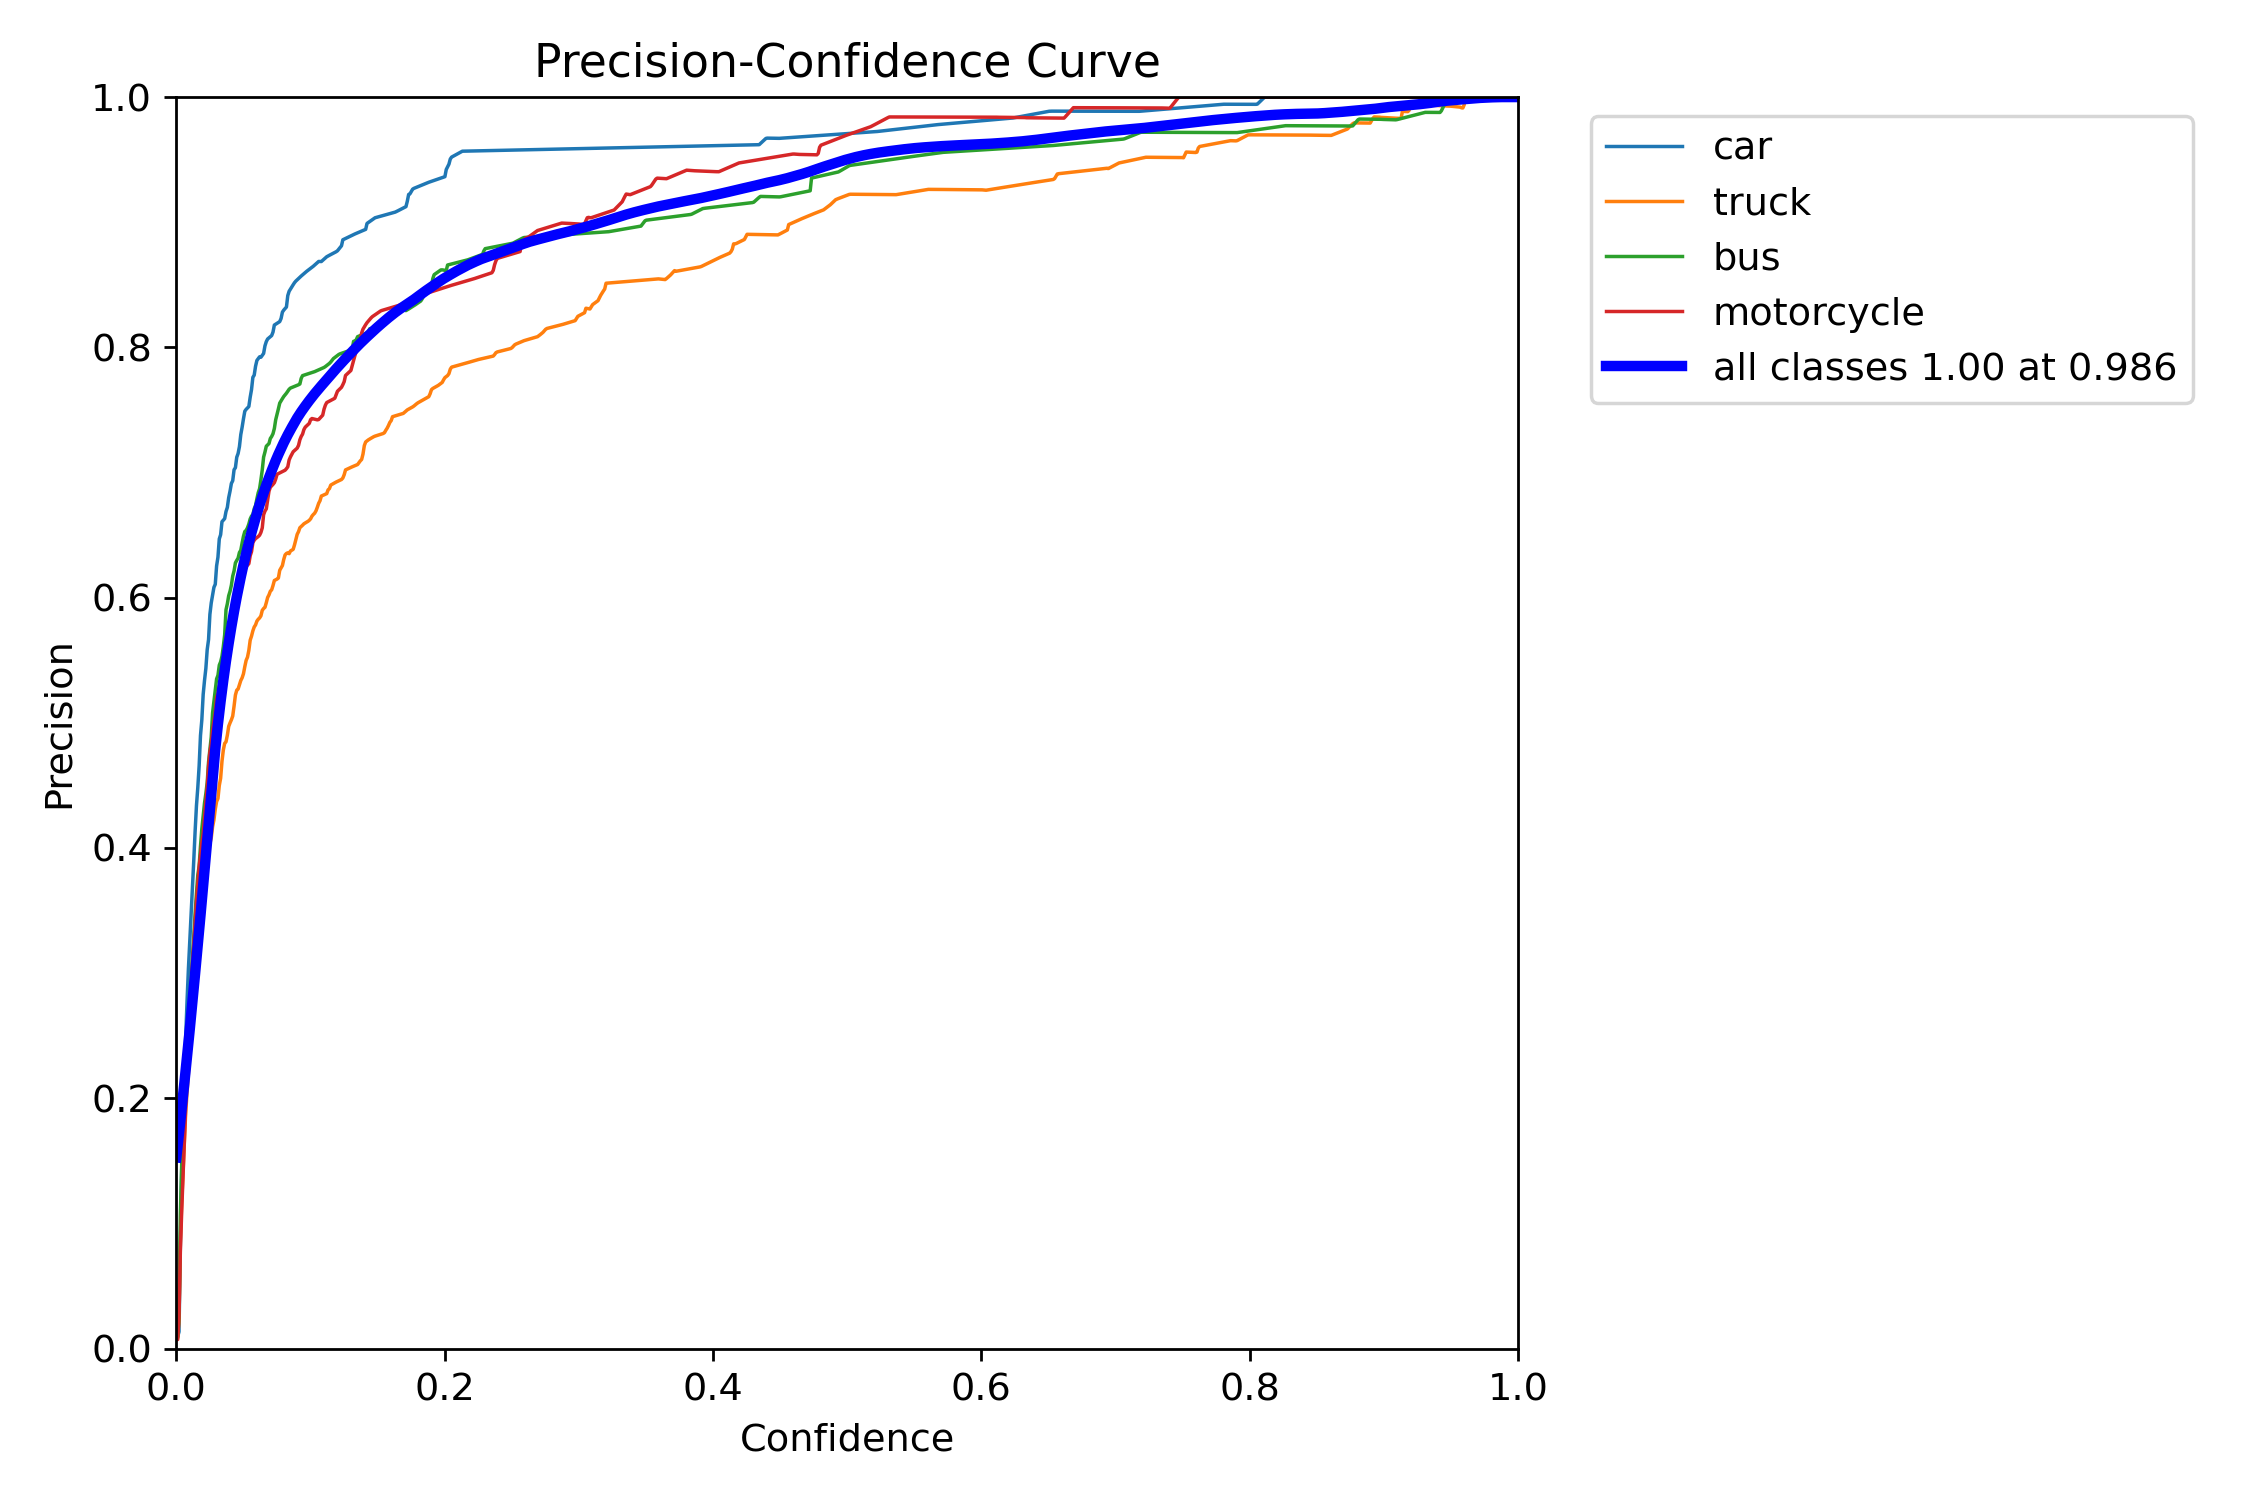 Precision-Confidence Curve
1.0
0.8
0.6
0.4
0.2
0.0
Precision
0.0 0.2 0.4 0.6 0.8 1.0
Confidence
car
truck
bus
motorcycle
all classes 1.00 at 0.986